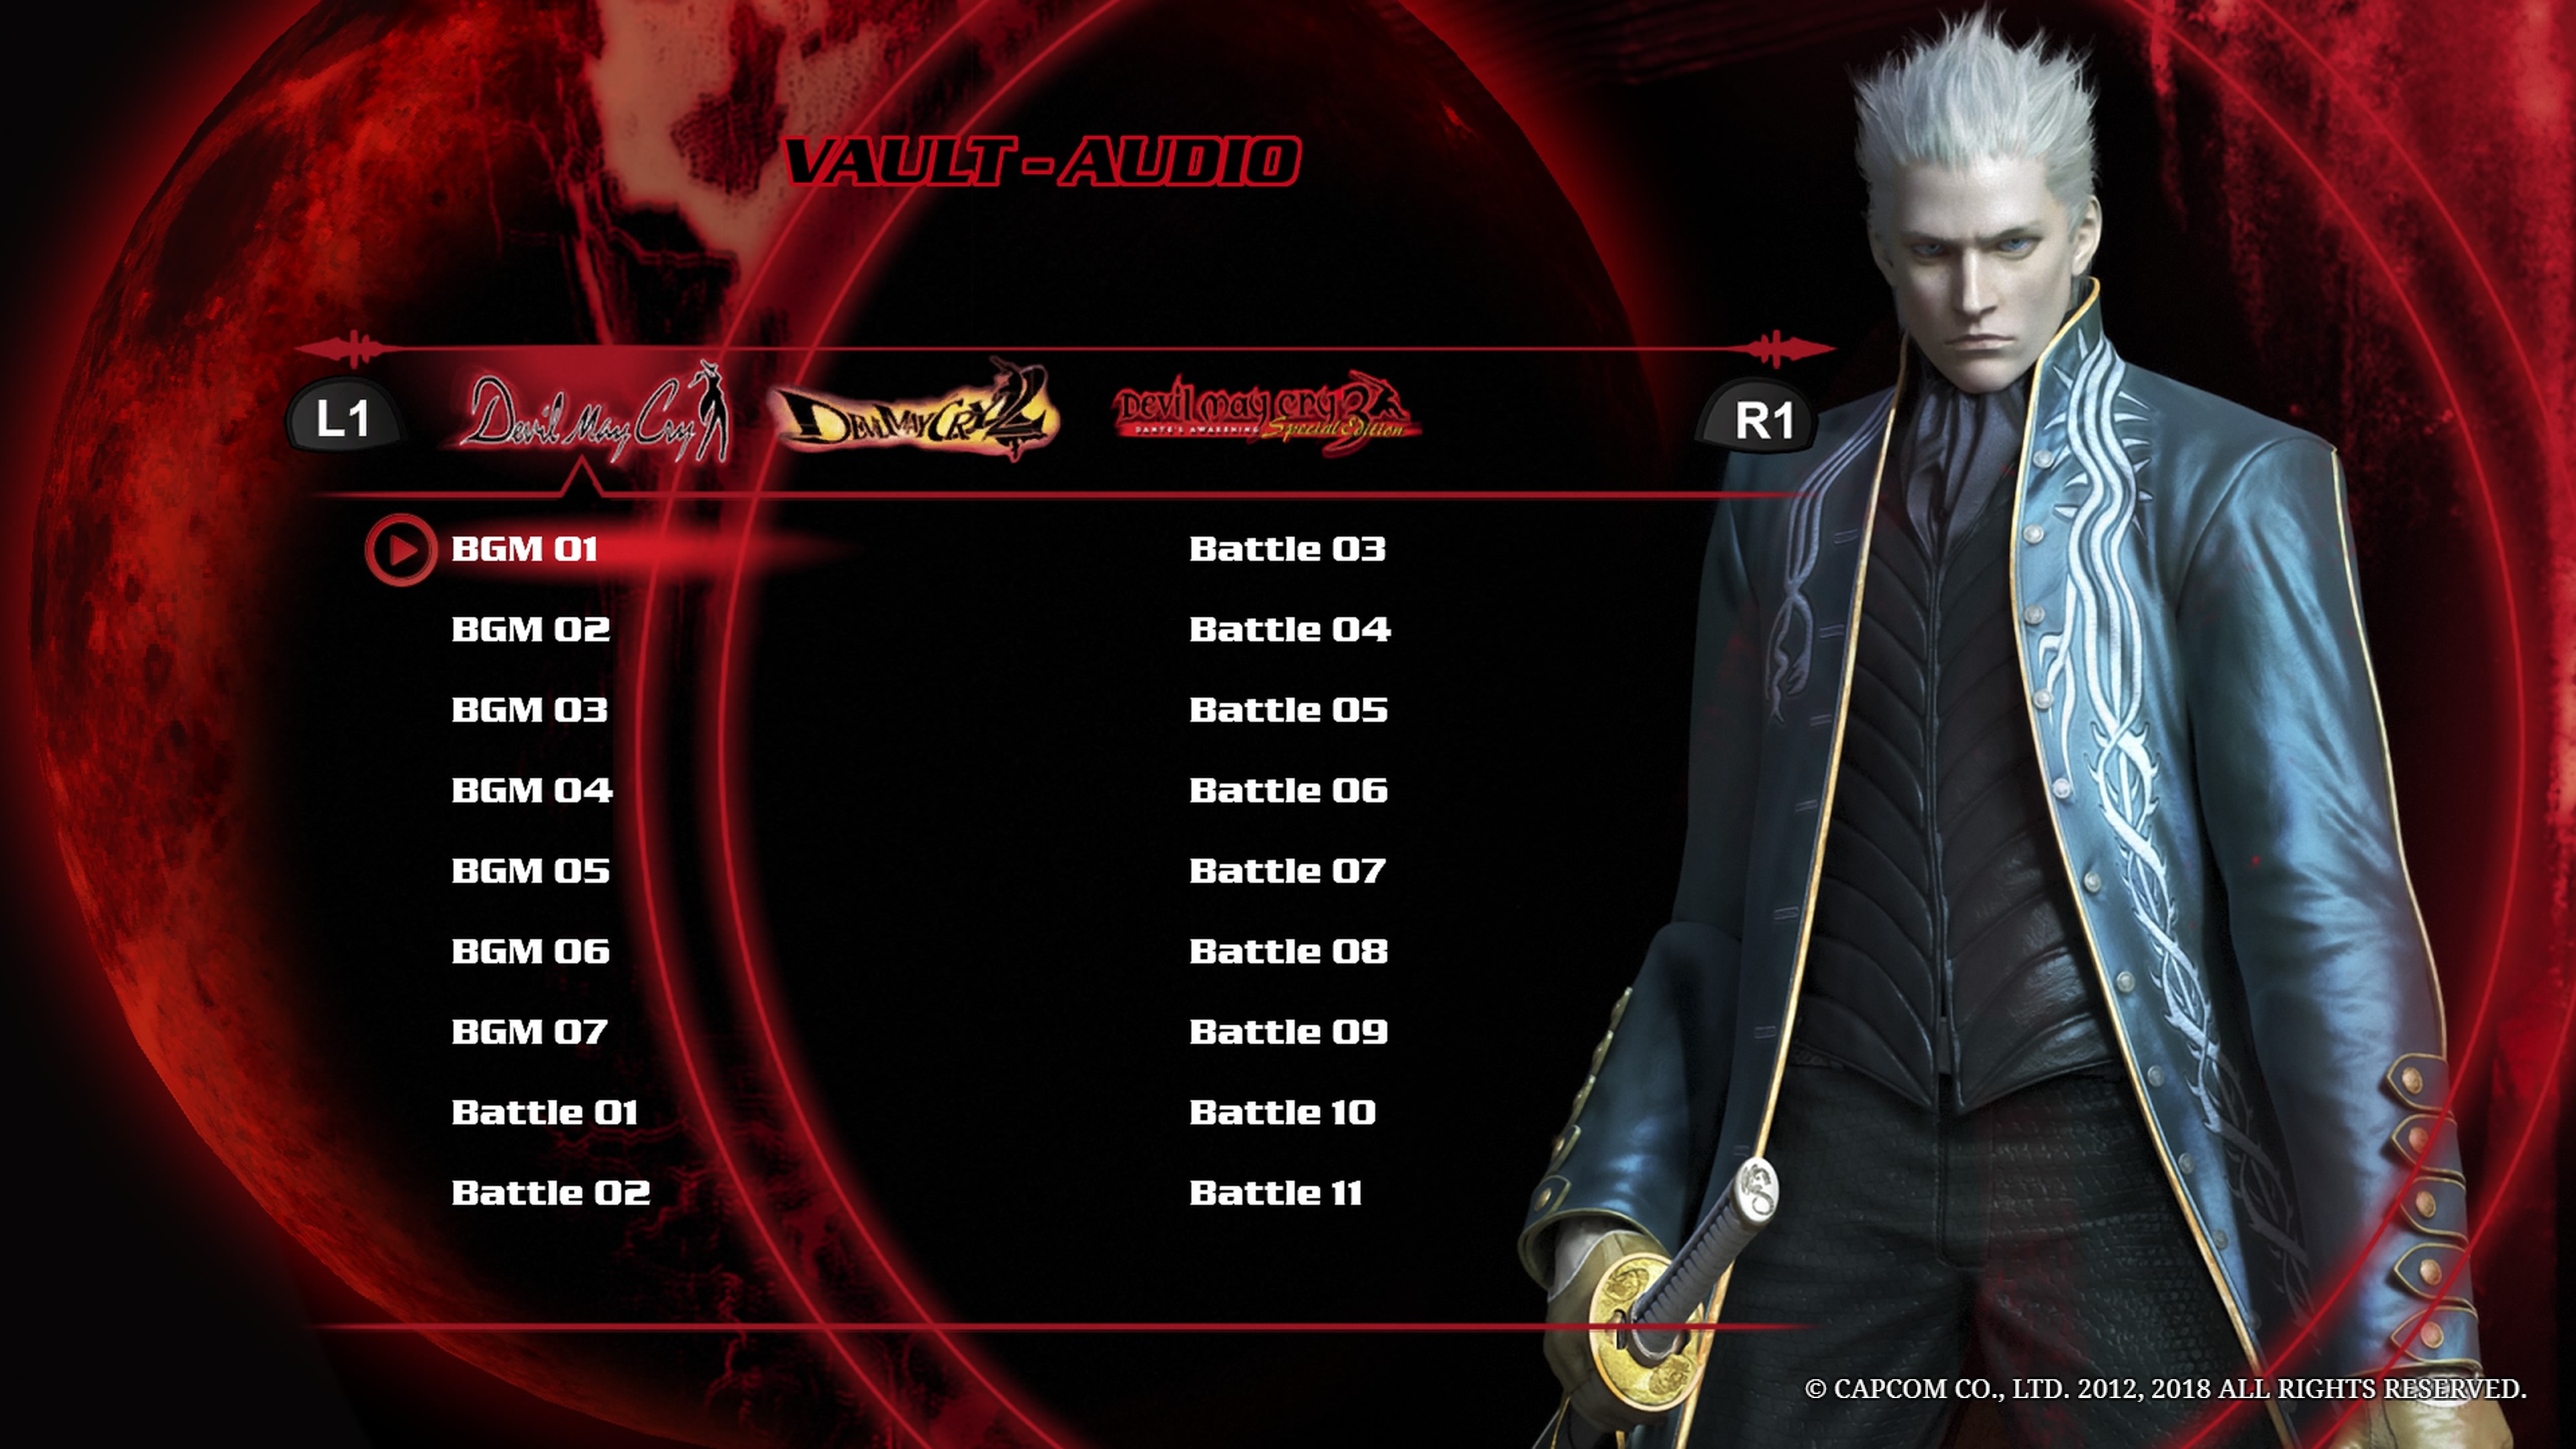 VAULT - AUDIO
L1
Devil May Cry
DEVIL MAY CRY 2
Devil may cry 3
DANTE'S AWAKENING Special Edition
R1
BGM 01
BGM 02
BGM 03
BGM 04
BGM 05
BGM 06
BGM 07
Battle 01
Battle 02
Battle 03
Battle 04
Battle 05
Battle 06
Battle 07
Battle 08
Battle 09
Battle 10
Battle 11
© CAPCOM CO., LTD. 2012, 2018 ALL RIGHTS RESERVED.